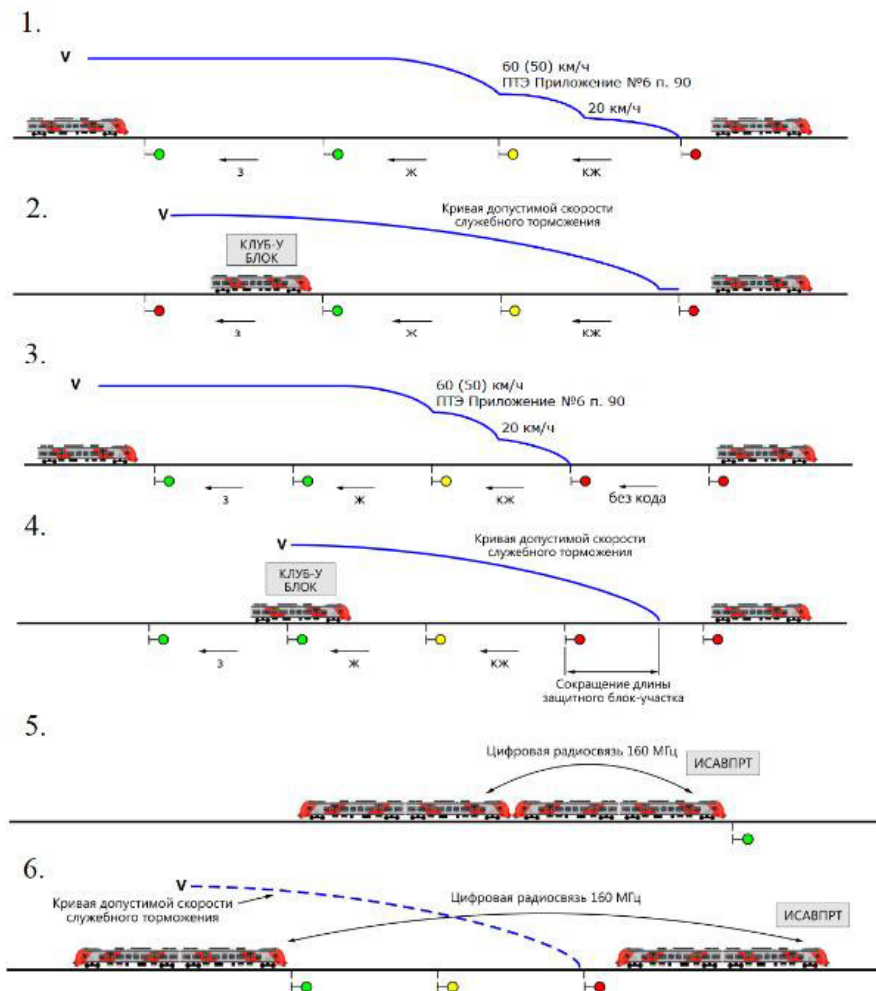 1.
V
60 (50) км/ч
ПТЭ Приложение №6 п. 90
20 км/ч
З
Ж
КЖ
2.
V
Кривая допустимой скорости
служебного торможения
КЛУБ-У
БЛОК
З
Ж
КЖ
3.
V
60 (50) км/ч
ПТЭ Приложение №6 п. 90
20 км/ч
З
Ж
КЖ
без кода
4.
V
Кривая допустимой скорости
служебного торможения
КЛУБ-У
БЛОК
З
Ж
КЖ
Сокращение длины
защитного блок-участка
5.
Цифровая радиосвязь 160 МГц
ИСАВПРТ
6.
V
Кривая допустимой скорости
служебного торможения
Цифровая радиосвязь 160 МГц
ИСАВПРТ